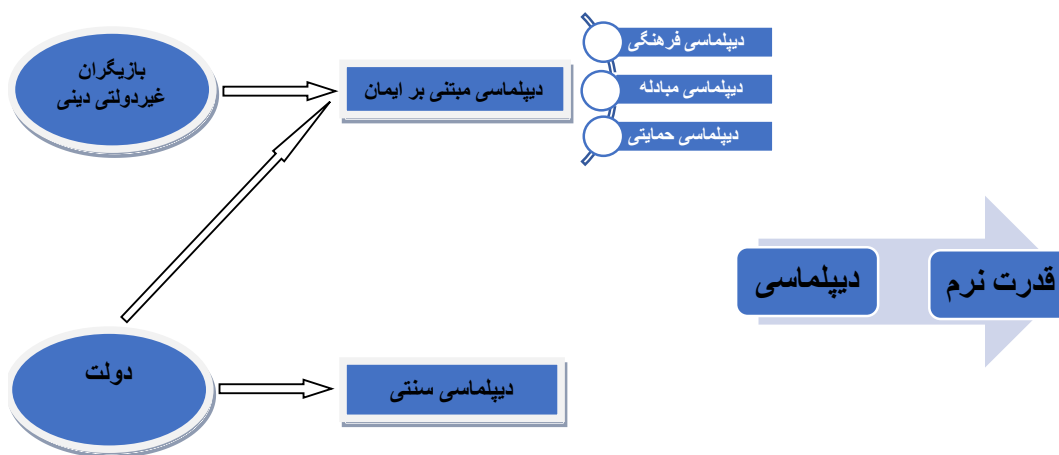 بازیگران
غیردولتی دینی
دیپلماسی مبتنی بر ایمان
دیپلماسی فرهنگی
دیپلماسی مبادله
دیپلماسی حمایتی
دیپلماسی
قدرت نرم
دولت
دیپلماسی سنتی